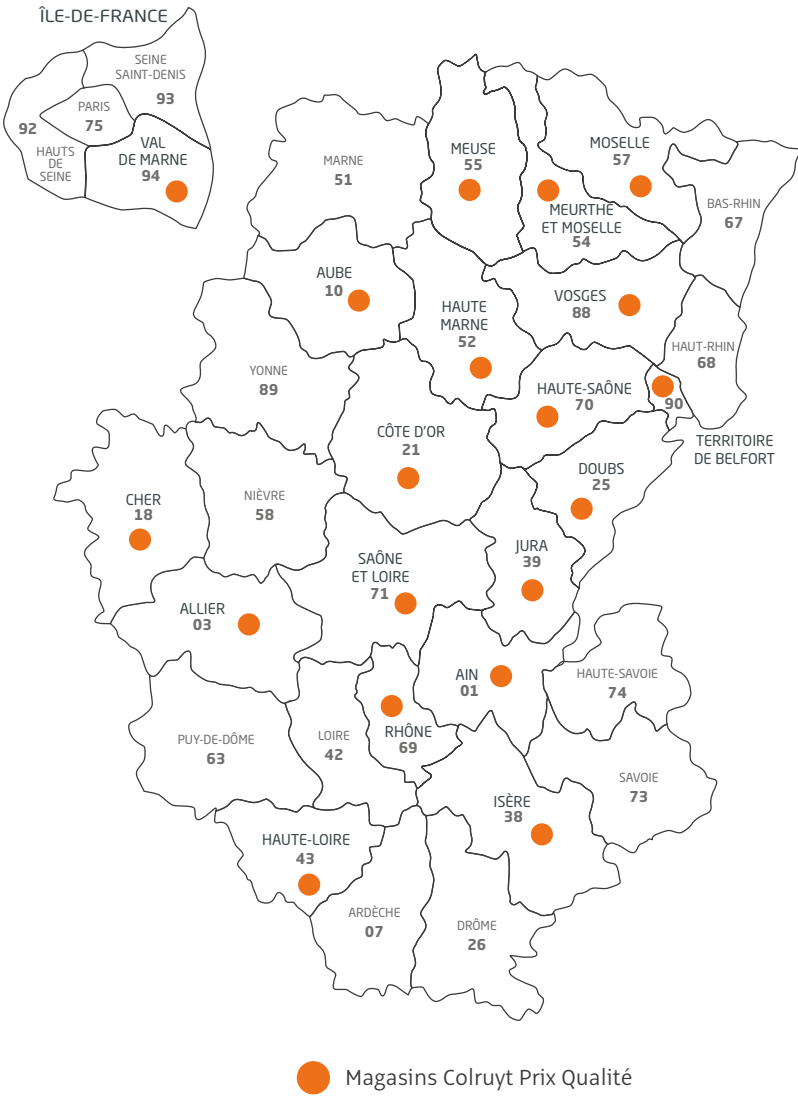 ÎLE-DE-FRANCE
SEINE
SAINT-DENIS
93
PARIS
75
92
HAUTS
DE
SEINE
VAL
DE MARNE
94
MARNE
51
MEUSE
55
MOSELLE
57
MEURTHE
ET MOSELLE
54
BAS-RHIN
67
AUBE
10
HAUTE
MARNE
52
VOSGES
88
HAUT-RHIN
68
YONNE
89
HAUTE-SAÔNE
70
90
TERRITOIRE
DE BELFORT
CÔTE D'OR
21
DOUBS
25
CHER
18
NIÈVRE
58
JURA
39
SAÔNE
ET LOIRE
71
ALLIER
03
AIN
01
HAUTE-SAVOIE
74
PUY-DE-DÔME
63
LOIRE
42
RHÔNE
69
SAVOIE
73
ISÈRE
38
HAUTE-LOIRE
43
ARDÈCHE
07
DRÔME
26
Magasins Colruyt Prix Qualité